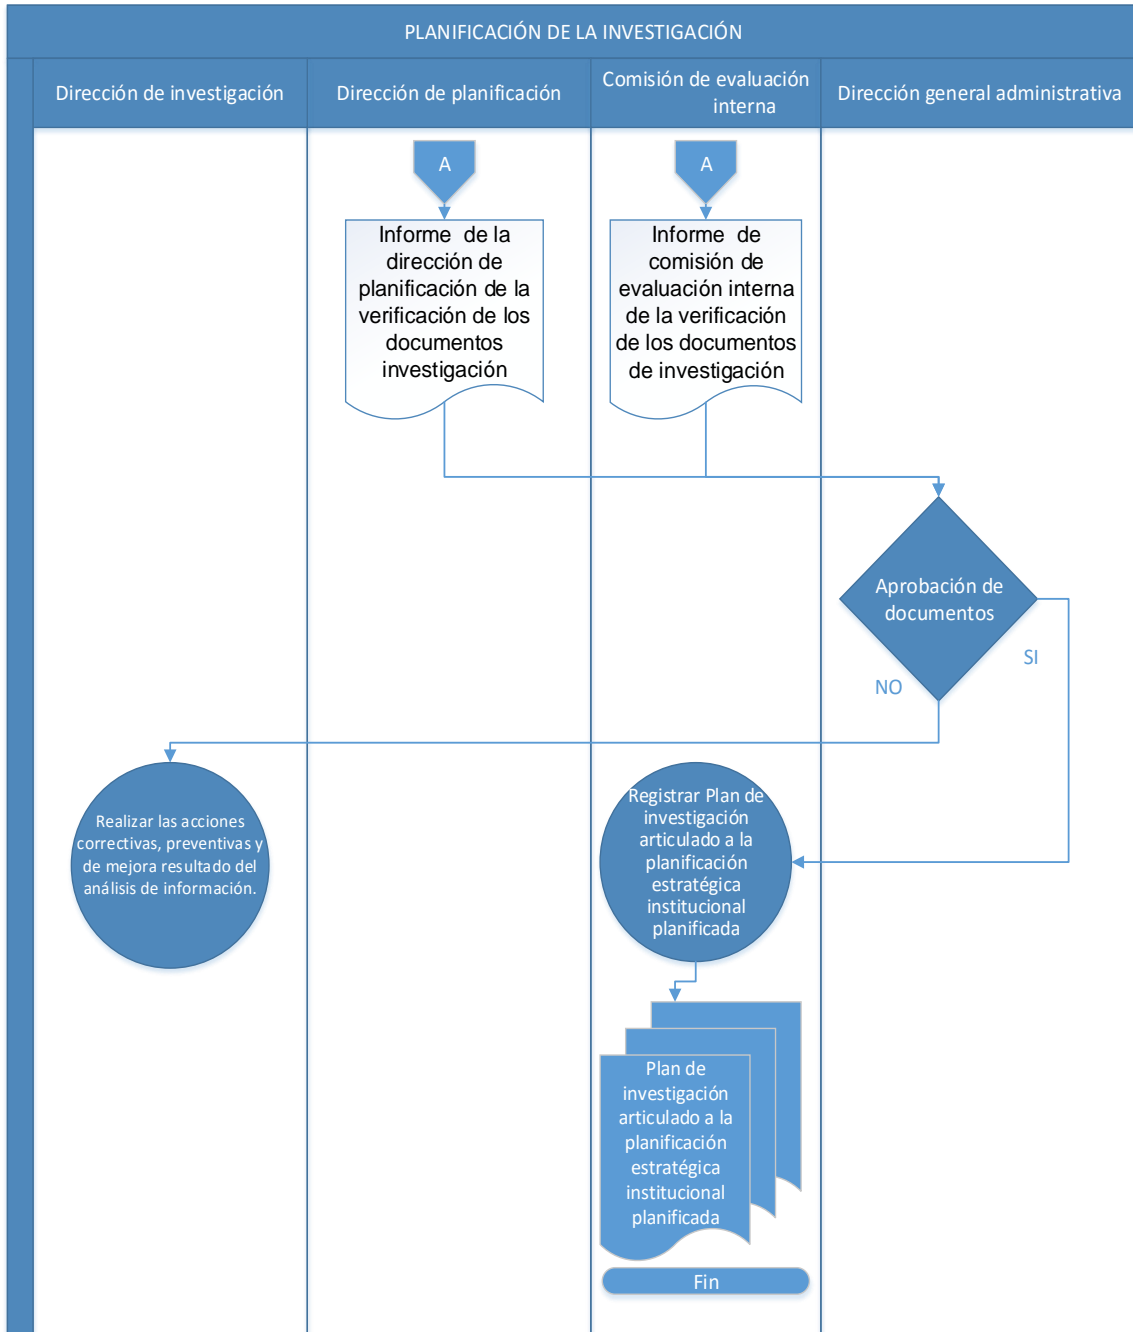 PLANIFICACIÓN DE LA INVESTIGACIÓN
Dirección de investigación
Dirección de planificación
Comisión de evaluación
interna
Dirección general administrativa
A
A
Informe de la
dirección de
planificación de la
verificación de los
documentos
investigación
Informe de
comisión de
evaluación interna
de la verificación
de los documentos
de investigación
Aprobación de
documentos
SI
NO
Realizar las acciones
correctivas, preventivas y
de mejora resultado del
análisis de información.
Registrar Plan de
investigación
articulado a la
planificación
estratégica
institucional
planificada
Plan de
investigación
articulado a la
planificación
estratégica
institucional
planificada
Fin